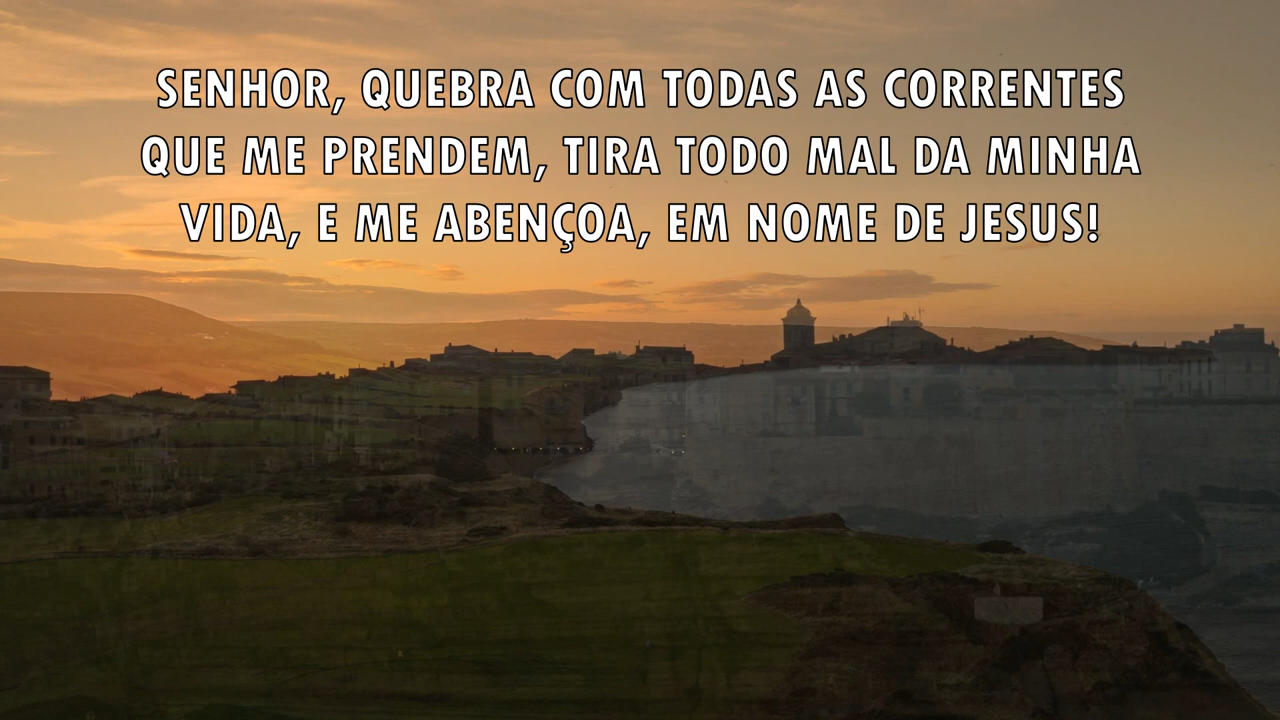 SENHOR, QUEBRA COM TODAS AS CORRENTES
QUE ME PRENDEM, TIRA TODO MAL DA MINHA
VIDA, E ME ABENÇOA, EM NOME DE JESUS!